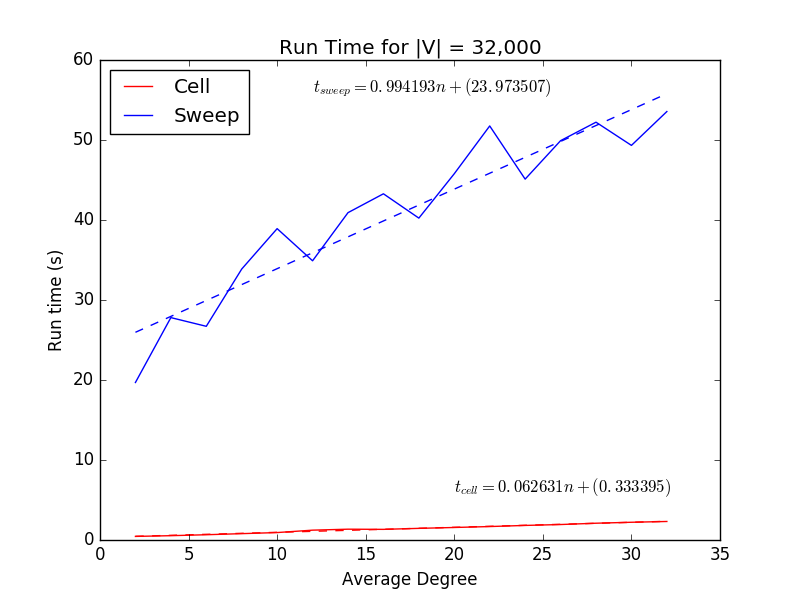 Run Time for |V| = 32,000
Cell
Sweep
t_sweep = 0.994193n + (23.973507)
t_cell = 0.062631n + (0.333395)
60
50
40
30
20
10
0
Run time (s)
0 5 10 15 20 25 30 35
Average Degree